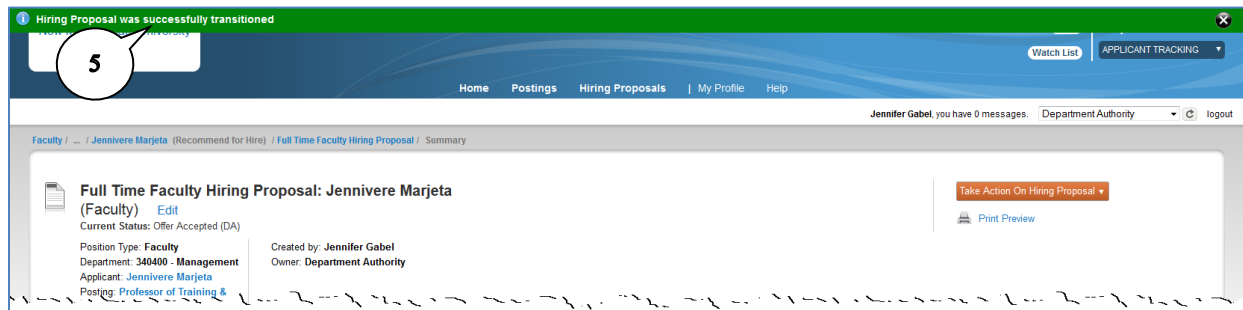 Hiring Proposal was successfully transitioned
5
Watch List
APPLICANT TRACKING
Home Postings Hiring Proposals | My Profile Help
Jennifer Gabel, you have 0 messages. Department Authority logout
Faculty / ... / Jennivere Marjeta (Recommend for Hire) / Full Time Faculty Hiring Proposal / Summary
Full Time Faculty Hiring Proposal: Jennivere Marjeta
(Faculty) Edit
Current Status: Offer Accepted (DA)
Take Action On Hiring Proposal
Print Preview
Position Type: Faculty
Department: 340400 - Management
Applicant: Jennivere Marjeta
Posting: Professor of Training &
Created by: Jennifer Gabel
Owner: Department Authority